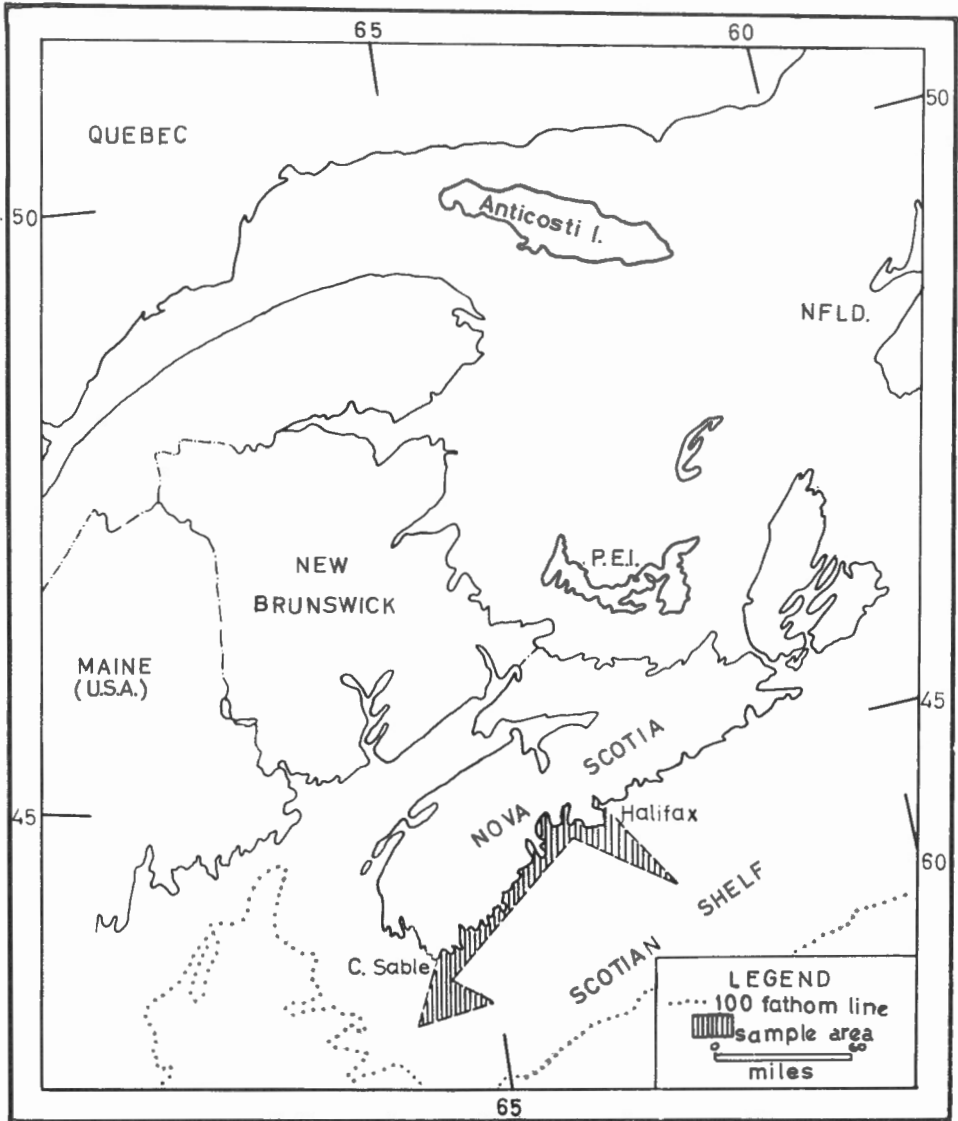 65
60
50
QUEBEC
50
Anticosti I.
NFLD.
P.E.I.
NEW
BRUNSWICK
MAINE
(U.S.A.)
45
SCOTIA
NOVA
45
Halifax
60
SHELF
C. Sable
SCOTIAN
LEGEND
100 fathom line
sample area
0 60
miles
65